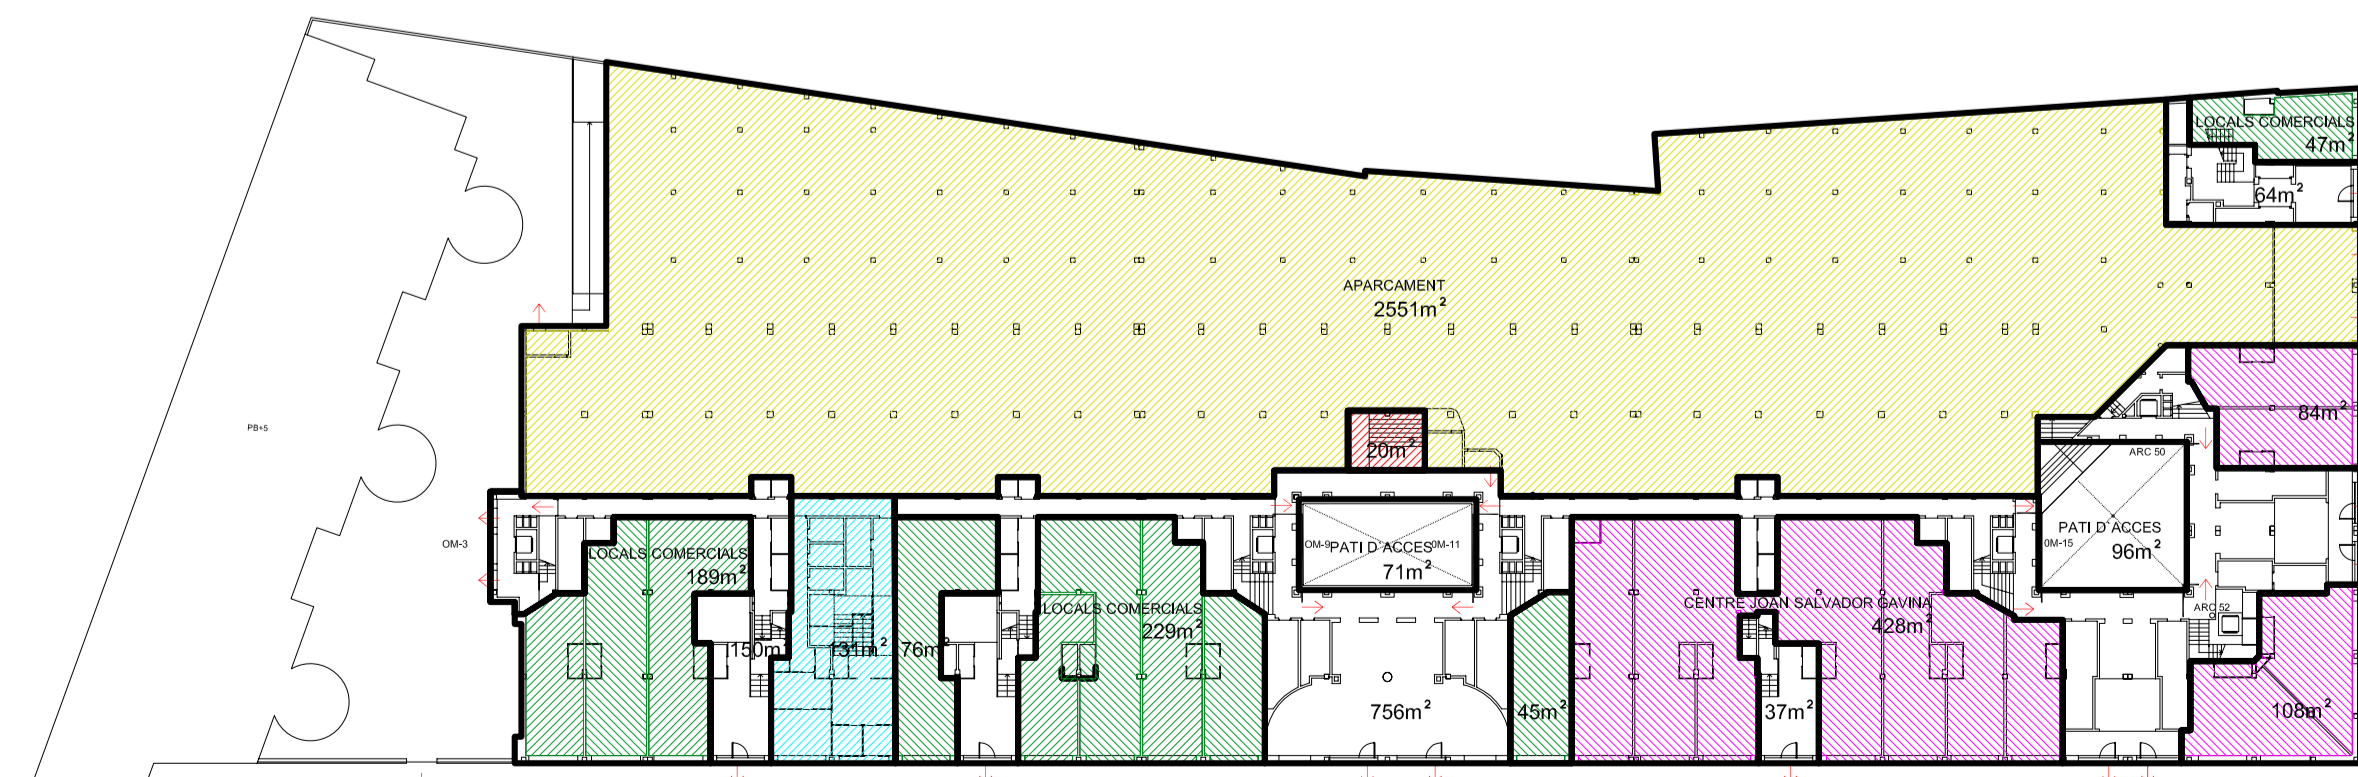 LOCALS COMERCIALS
47m²
64m²
APARCAMENT
2551m²
84m²
PB+5
20m²
ARC 50
PATI D'ACCES
96m²
OM-3
OM-9
PATI D'ACCES
0M-11
71m²
0M-15
LOCALS COMERCIALS
189m²
LOCALS COMERCIALS
229m²
CENTRE JOAN SALVADOR GAVINA
428m²
ARC 52
150m²
131m²
76m²
756m²
45m²
37m²
108m²